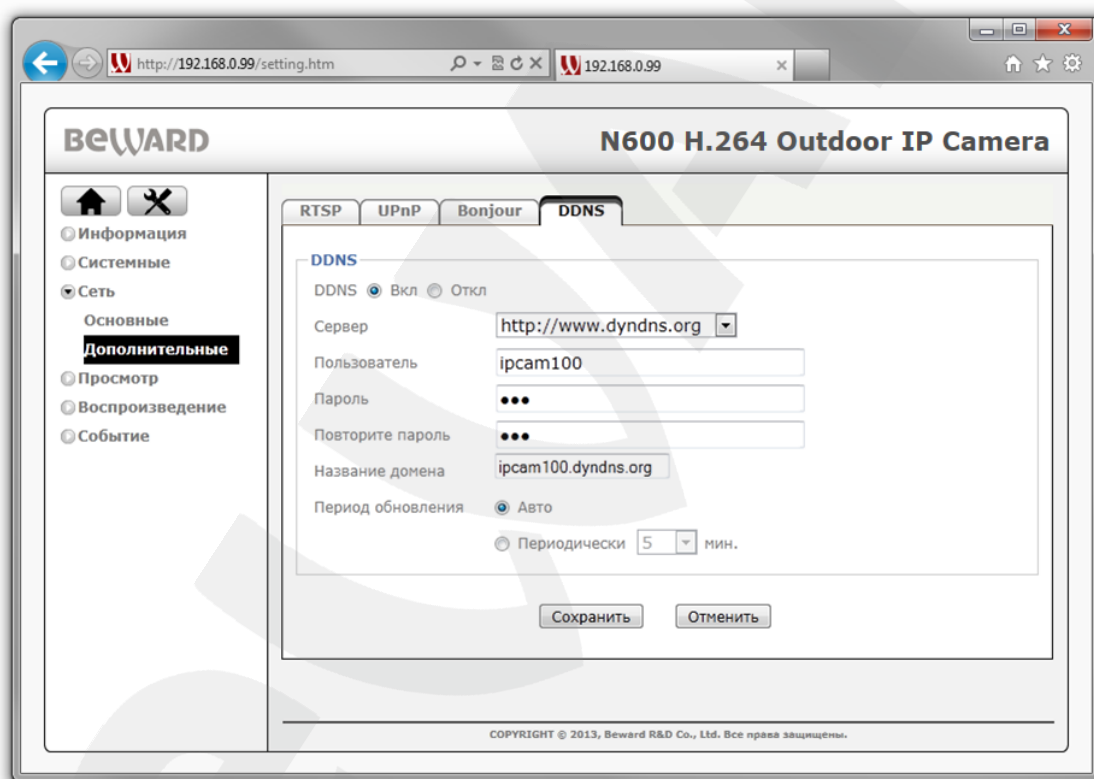 http://192.168.0.99/setting.htm
192.168.0.99
BEWARD
N600 H.264 Outdoor IP Camera
RTSP UPnP Bonjour DDNS
Информация
Системные
Сеть
Основные
Дополнительные
Просмотр
Воспроизведение
Событие
DDNS
DDNS Вкл Откл
Сервер http://www.dyndns.org
Пользователь ipcam100
Пароль •••
Повторите пароль •••
Название домена ipcam100.dyndns.org
Период обновления Авто
Периодически 5 мин.
Сохранить Отменить
COPYRIGHT © 2013, Beward R&D Co., Ltd. Все права защищены.